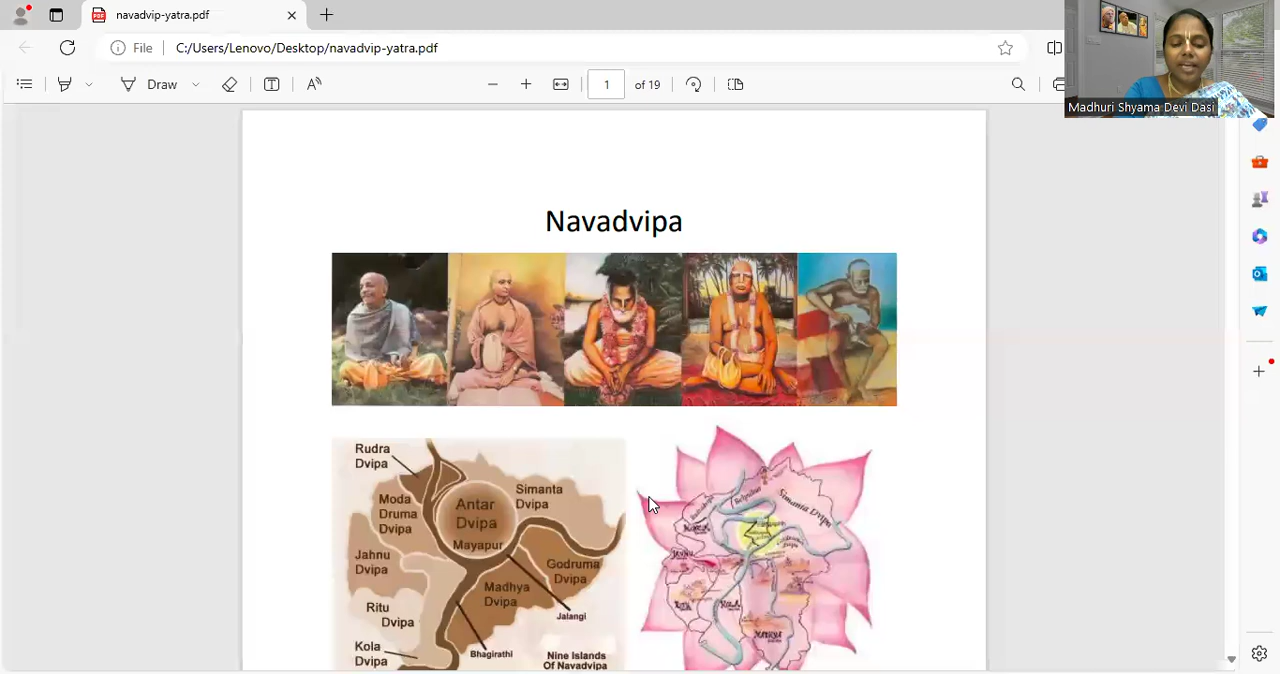 navadvip-yatra.pdf
File
C:/Users/Lenovo/Desktop/navadvip-yatra.pdf
Draw
1
of 19
Madhuri Shyama Devi Dasi
Navadvipa
Rudra
Dvipa
Moda
Druma
Dvipa
Antar
Dvipa
Mayapur
Simanta
Dvipa
Jahnu
Dvipa
Godruma
Dvipa
Madhya
Dvipa
Ritu
Dvipa
Jalangi
Kola
Dvipa
Bhagirathi
Nine Islands
Of Navadvipa
Simanta Dvipa